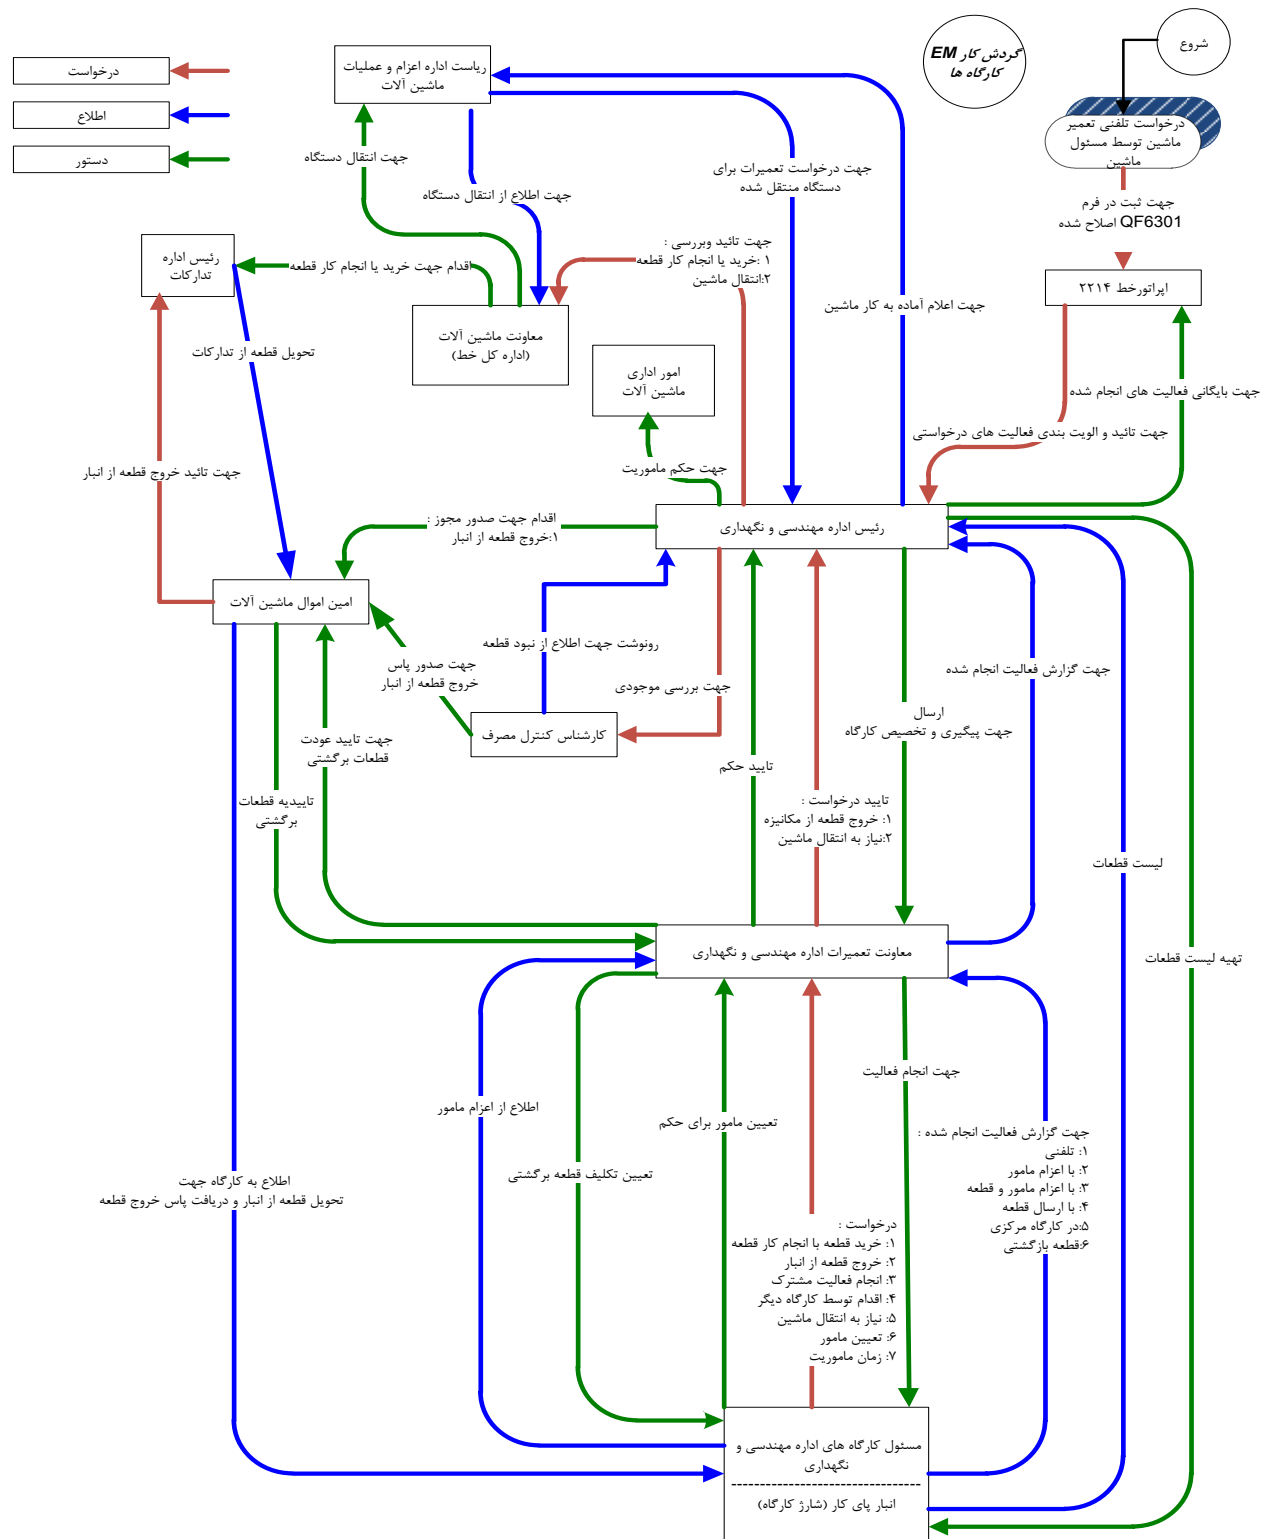 شروع
گردش کار EM
کارگاه ها
درخواست
اطلاع
دستور
ریاست اداره اعزام و عملیات
ماشین آلات
درخواست تلفنی تعمیر
ماشین توسط مسئول
ماشین
جهت انتقال دستگاه
جهت اطلاع از انتقال دستگاه
جهت درخواست تعمیرات برای
دستگاه منتقل شده
جهت ثبت در فرم
QF6301 اصلاح شده
رئیس اداره
تدارکات
اقدام جهت خرید یا انجام کار قطعه
جهت تائید وبررسی :
۱ :خرید یا انجام کار قطعه
۲:انتقال ماشین
اپراتورخط ۲۲۱۴
جهت اعلام آماده به کار ماشین
معاونت ماشین آلات
(اداره کل خط)
تحویل قطعه از تدارکات
امور اداری
ماشین آلات
جهت بایگانی فعالیت های انجام شده
جهت تائید و الویت بندی فعالیت های درخواستی
جهت تائید خروج قطعه از انبار
جهت حکم ماموریت
اقدام جهت صدور مجوز :
۱:خروج قطعه از انبار
رئیس اداره مهندسی و نگهداری
امین اموال ماشین آلات
رونوشت جهت اطلاع از نبود قطعه
جهت صدور پاس
خروج قطعه از انبار
جهت بررسی موجودی
جهت گزارش فعالیت انجام شده
ارسال
جهت پیگیری و تخصیص کارگاه
کارشناس کنترل مصرف
جهت تایید عودت
قطعات برگشتی
تایید حکم
تاییدیه قطعات
برگشتی
تایید درخواست :
۱: خروج قطعه از مکانیزه
۲:نیاز به انتقال ماشین
لیست قطعات
معاونت تعمیرات اداره مهندسی و نگهداری
تهیه لیست قطعات
جهت انجام فعالیت
اطلاع از اعزام مامور
تعیین مامور برای حکم
جهت گزارش فعالیت انجام شده :
۱: تلفنی
۲: با اعزام مامور
۳: با اعزام مامور و قطعه
۴: با ارسال قطعه
۵:در کارگاه مرکزی
۶:قطعه بازگشتی
تعیین تکلیف قطعه برگشتی
اطلاع به کارگاه جهت
تحویل قطعه از انبار و دریافت پاس خروج قطعه
درخواست :
۱: خرید قطعه با انجام کار قطعه
۲: خروج قطعه از انبار
۳: انجام فعالیت مشترک
۴: اقدام توسط کارگاه دیگر
۵: نیاز به انتقال ماشین
۶: تعیین مامور
۷: زمان ماموریت
مسئول کارگاه های اداره مهندسی و
نگهداری
--------------------------------
انبار پای کار (شارژ کارگاه)